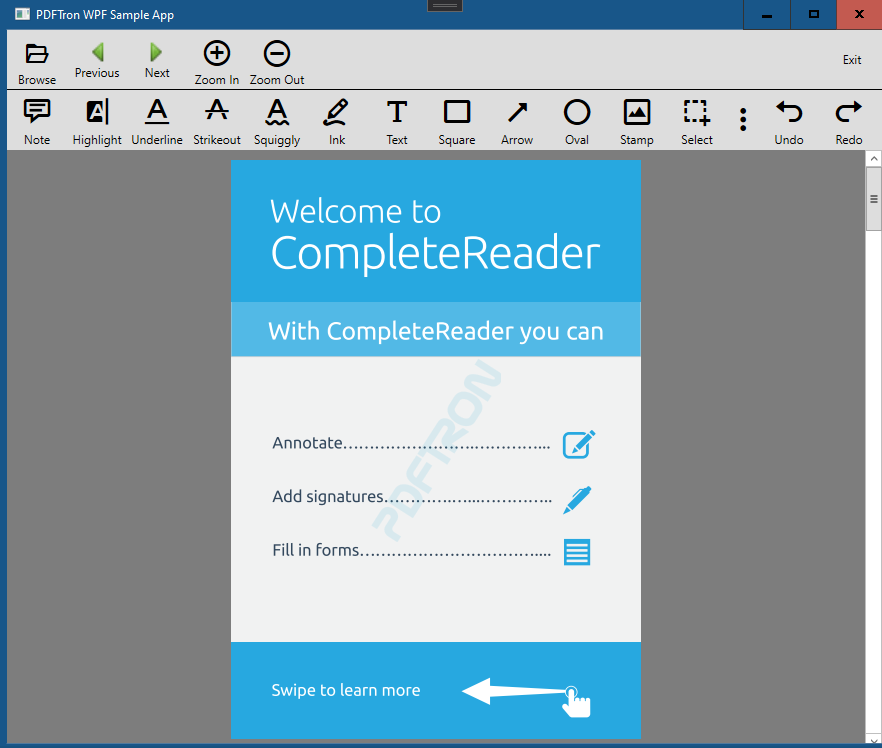 PDFTron WPF Sample App
Browse Previous Next Zoom In Zoom Out Exit
Note Highlight Underline Strikeout Squiggly Ink Text Square Arrow Oval Stamp Select Undo Redo
Welcome to
CompleteReader
With CompleteReader you can
PDFTRON
Annotate.......................................
Add signatures................................
Fill in forms....................................
Swipe to learn more